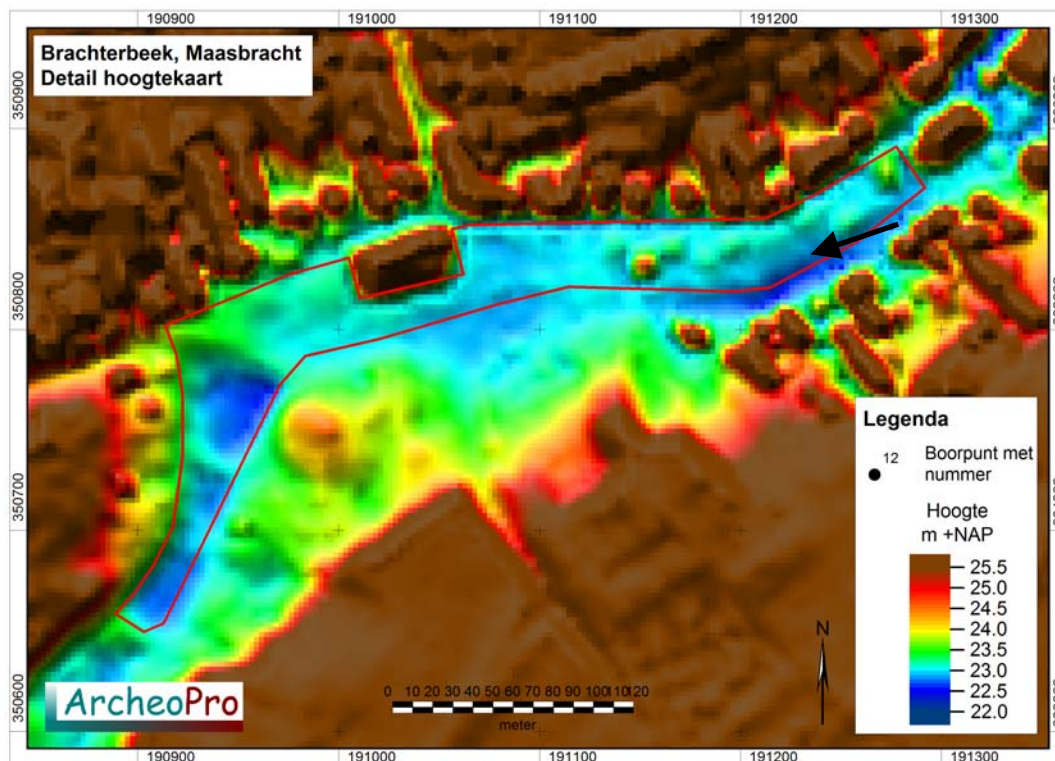 190900 191000 191100 191200 191300
Brachterbeek, Maasbracht
Detail hoogtekaart
350900
350800
350700
350600
Legenda
12 Boorpunt met
nummer
Hoogte
m +NAP
25.5
25.0
24.5
24.0
23.5
23.0
22.5
22.0
N
ArcheoPro
0 10 20 30 40 50 60 70 80 90 100 110 120
meter
190900 191000 191100 191200 191300